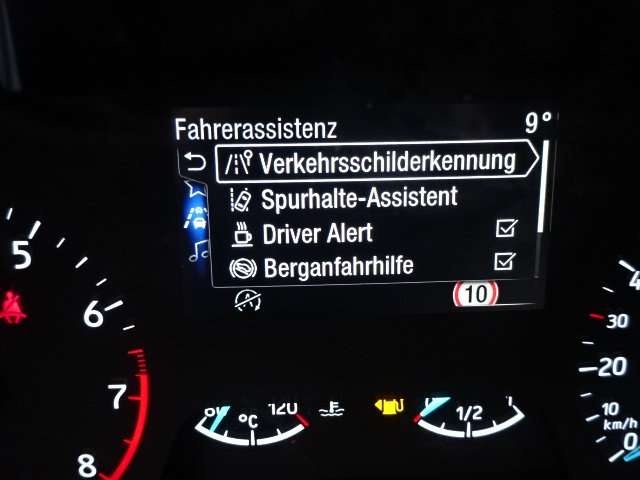 Fahrerassistenz 9°
Verkehrsschilderkennung
Spurhalte-Assistent
Driver Alert
Berganfahrhilfe
10
5
6
7
8
°C 120
1/2
30
20
10
km/h
0